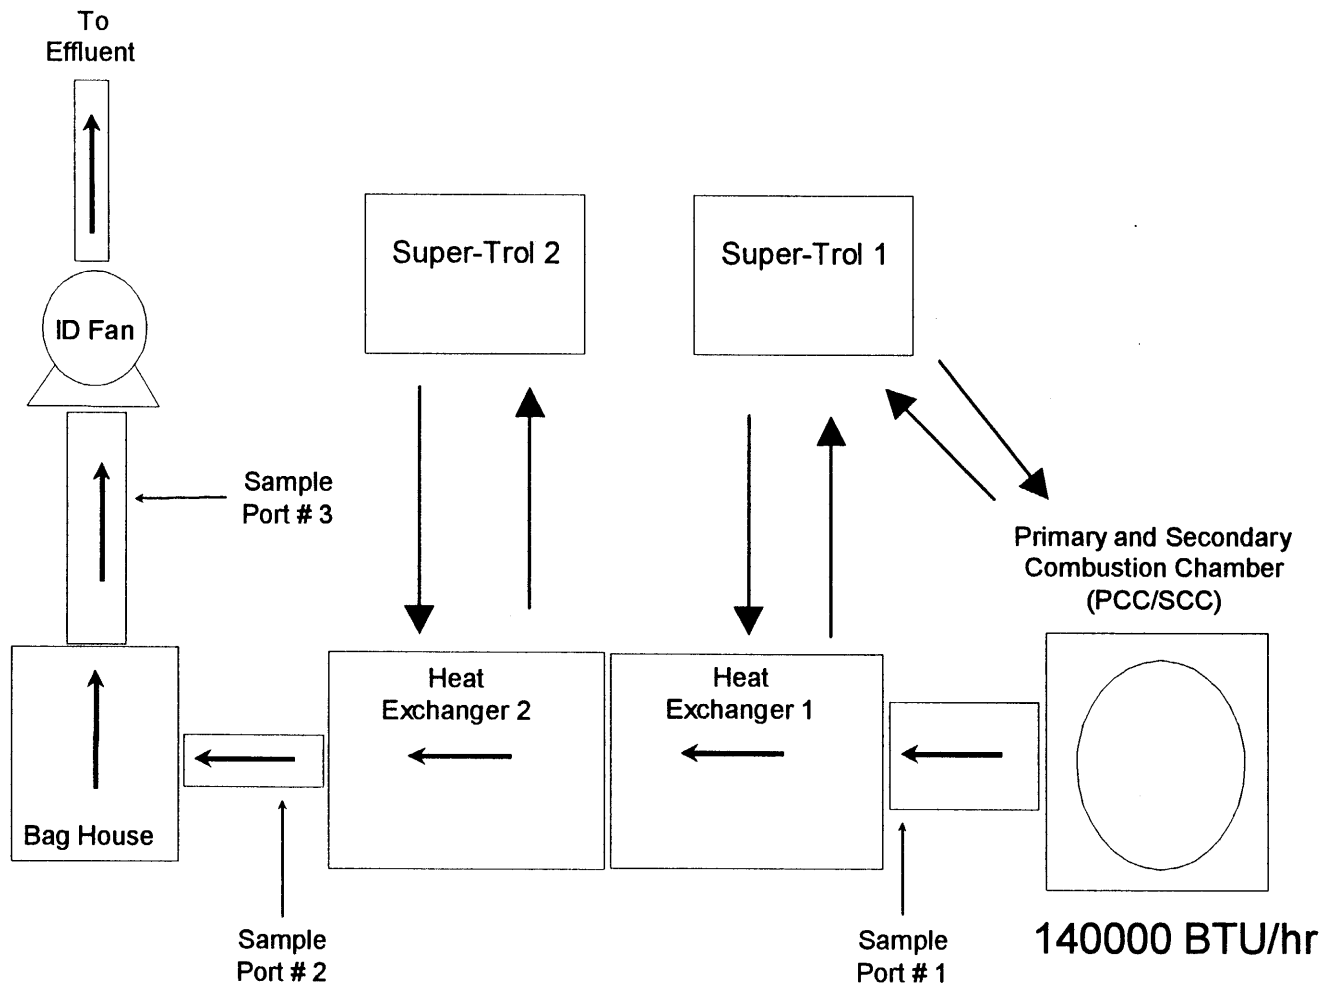 To
Effluent
Super-Trol 2
Super-Trol 1
ID Fan
Sample
Port # 3
Primary and Secondary
Combustion Chamber
(PCC/SCC)
Heat
Exchanger 2
Heat
Exchanger 1
Bag House
Sample
Port # 2
Sample
Port # 1
140000 BTU/hr